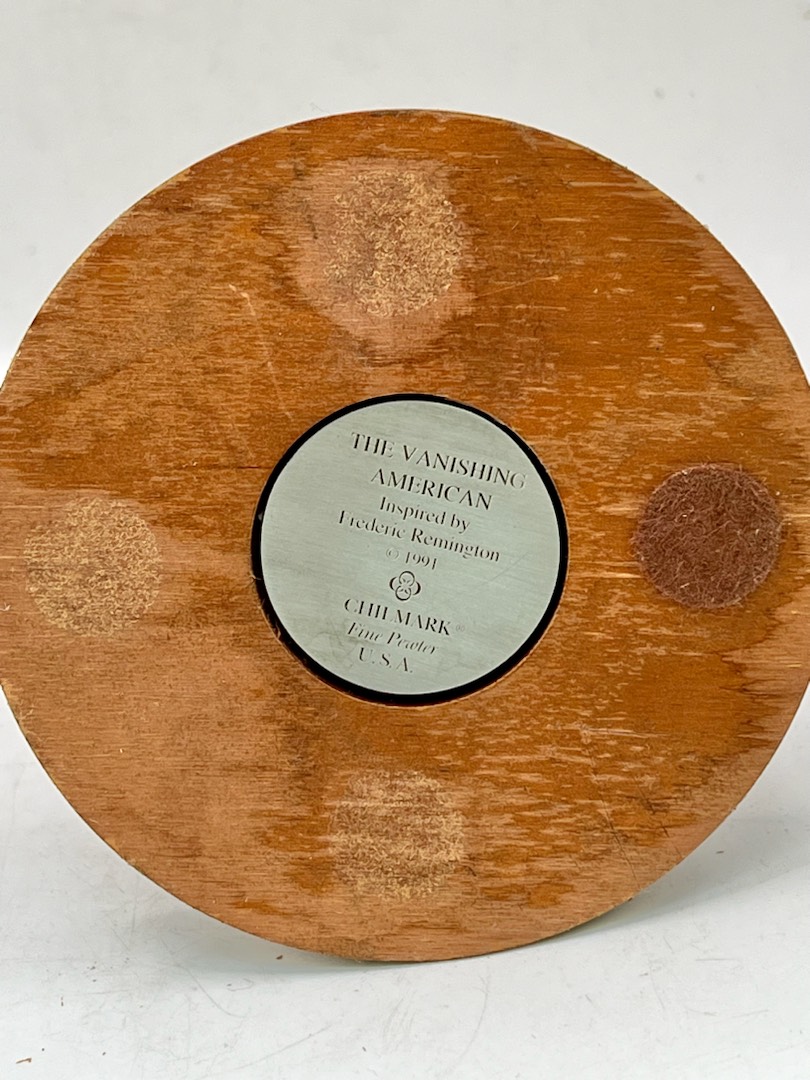 THE VANISHING
AMERICAN
Inspired by
Frederic Remington
© 1991
CHILMARK®
Fine Pewter
U.S.A.